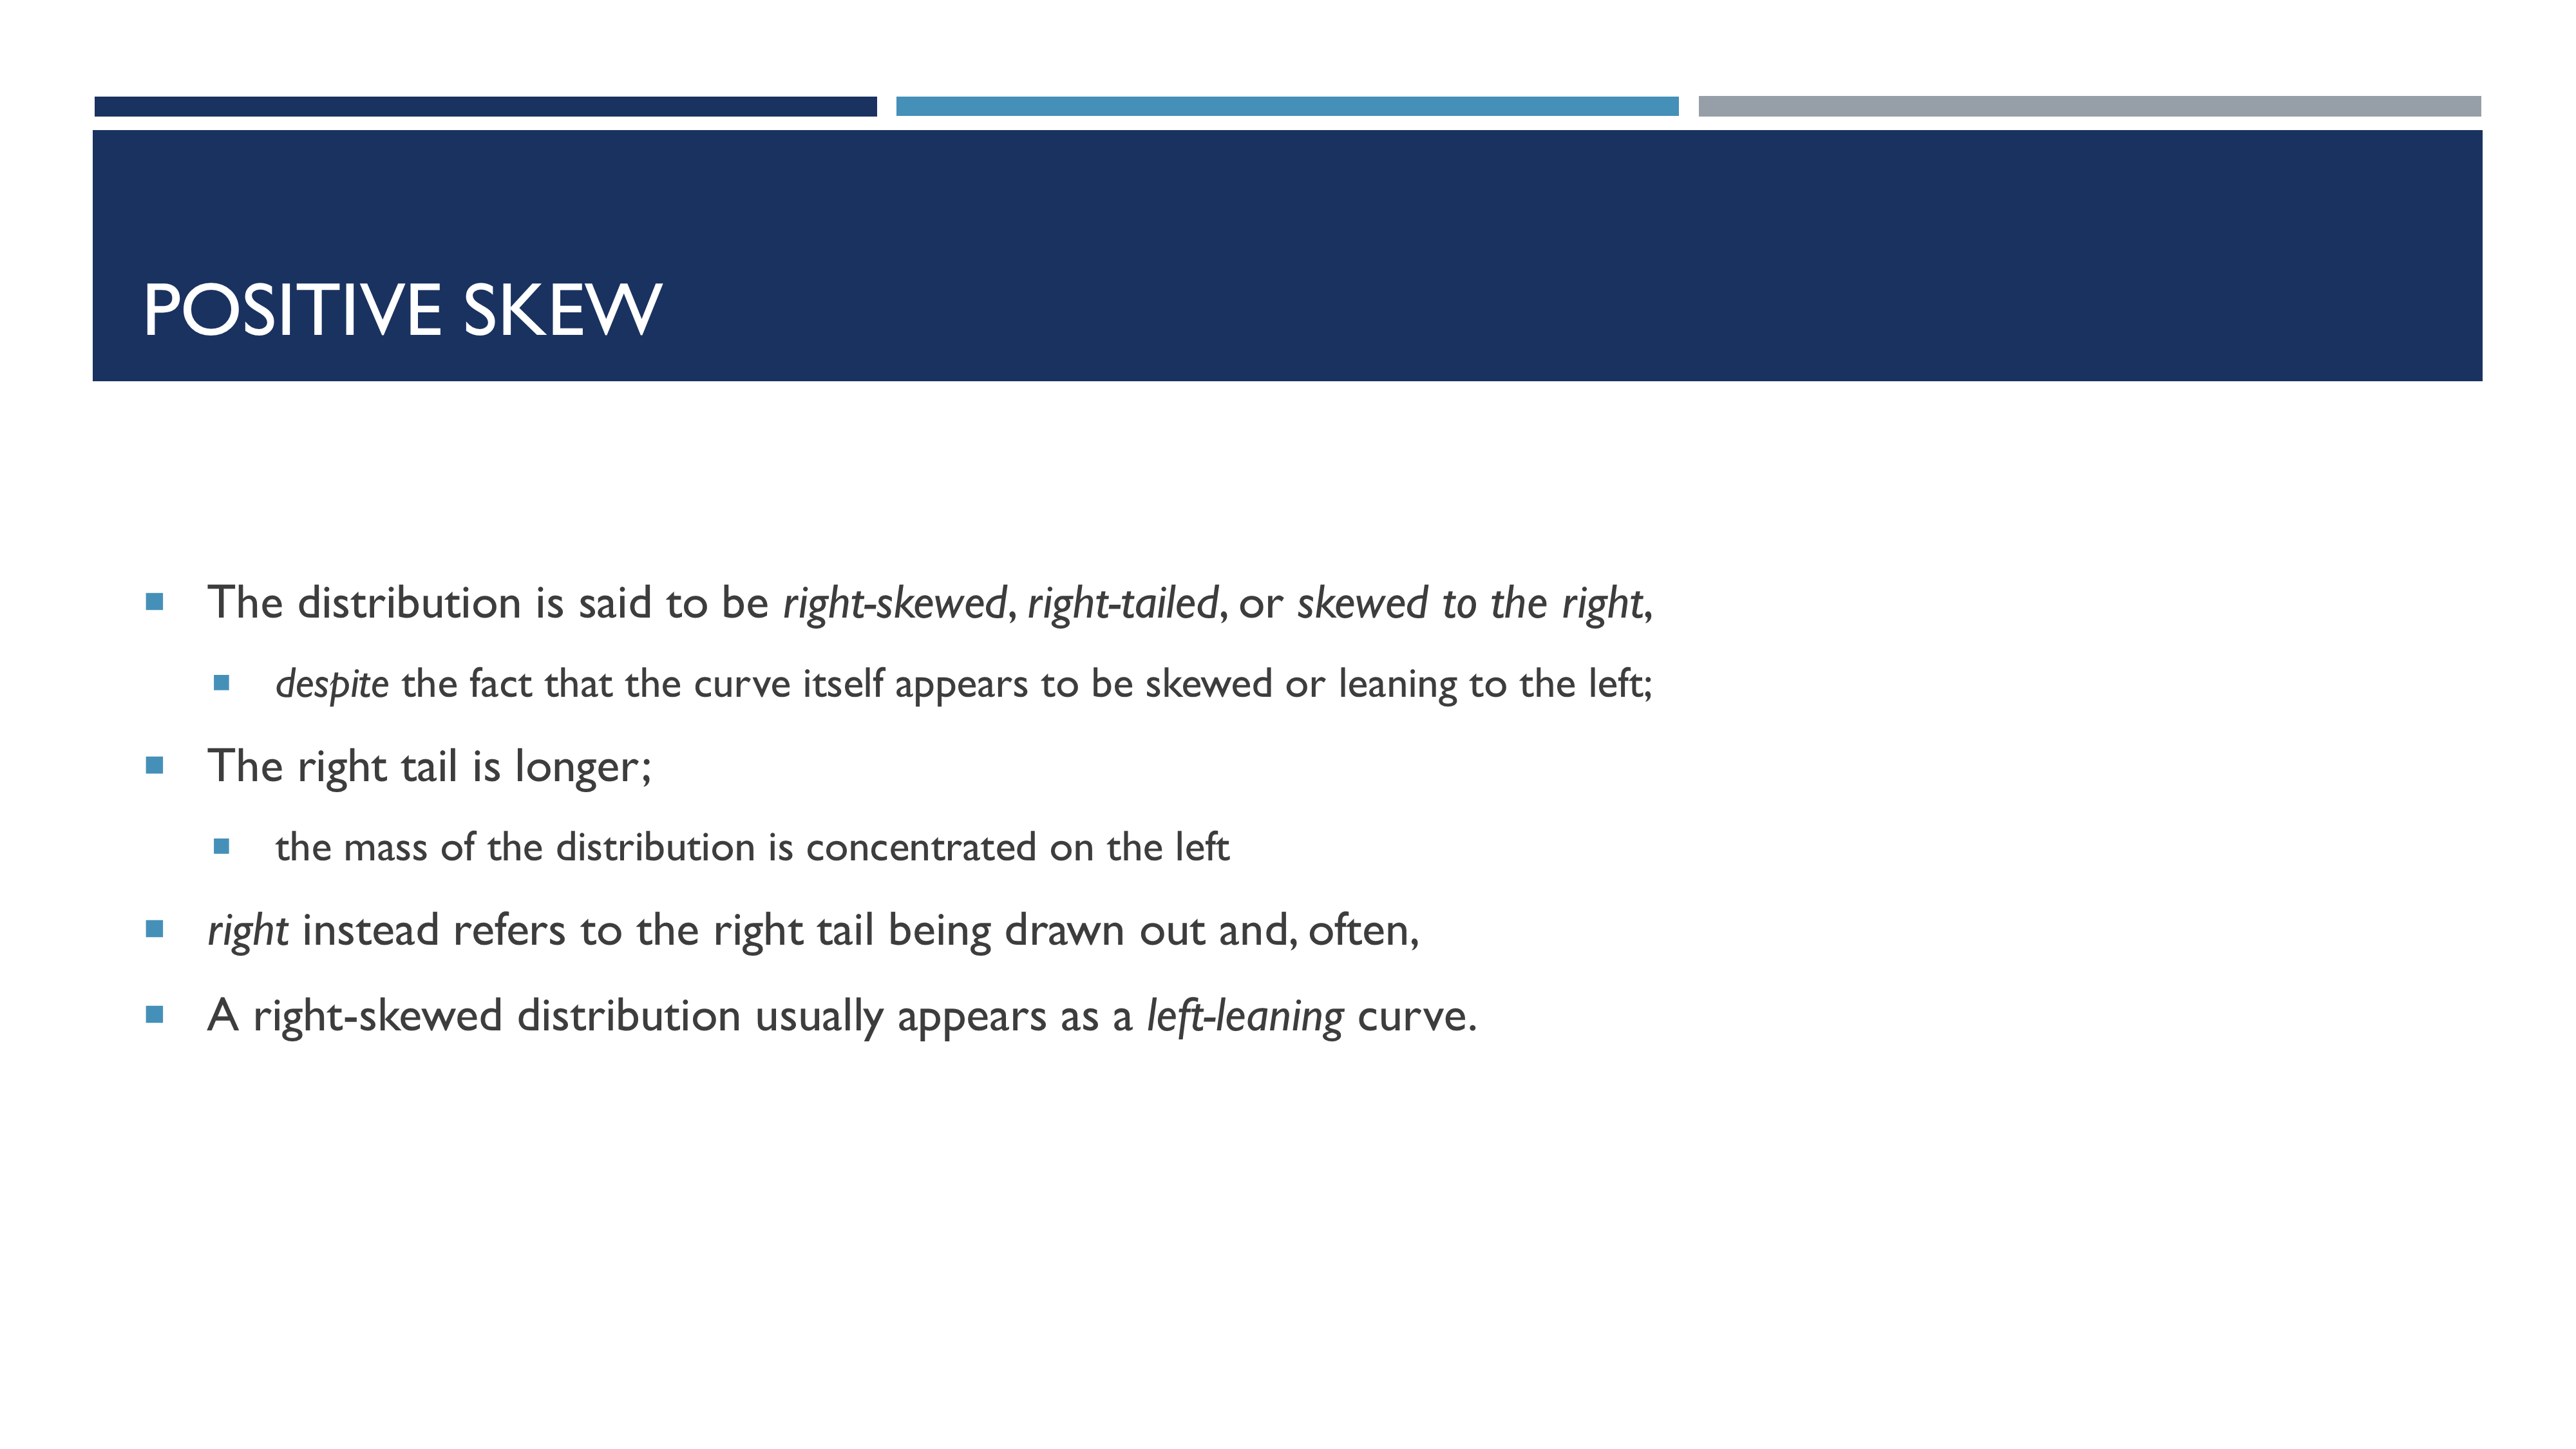 POSITIVE SKEW
The distribution is said to be right-skewed, right-tailed, or skewed to the right,
despite the fact that the curve itself appears to be skewed or leaning to the left;
The right tail is longer;
the mass of the distribution is concentrated on the left
right instead refers to the right tail being drawn out and, often,
A right-skewed distribution usually appears as a left-leaning curve.